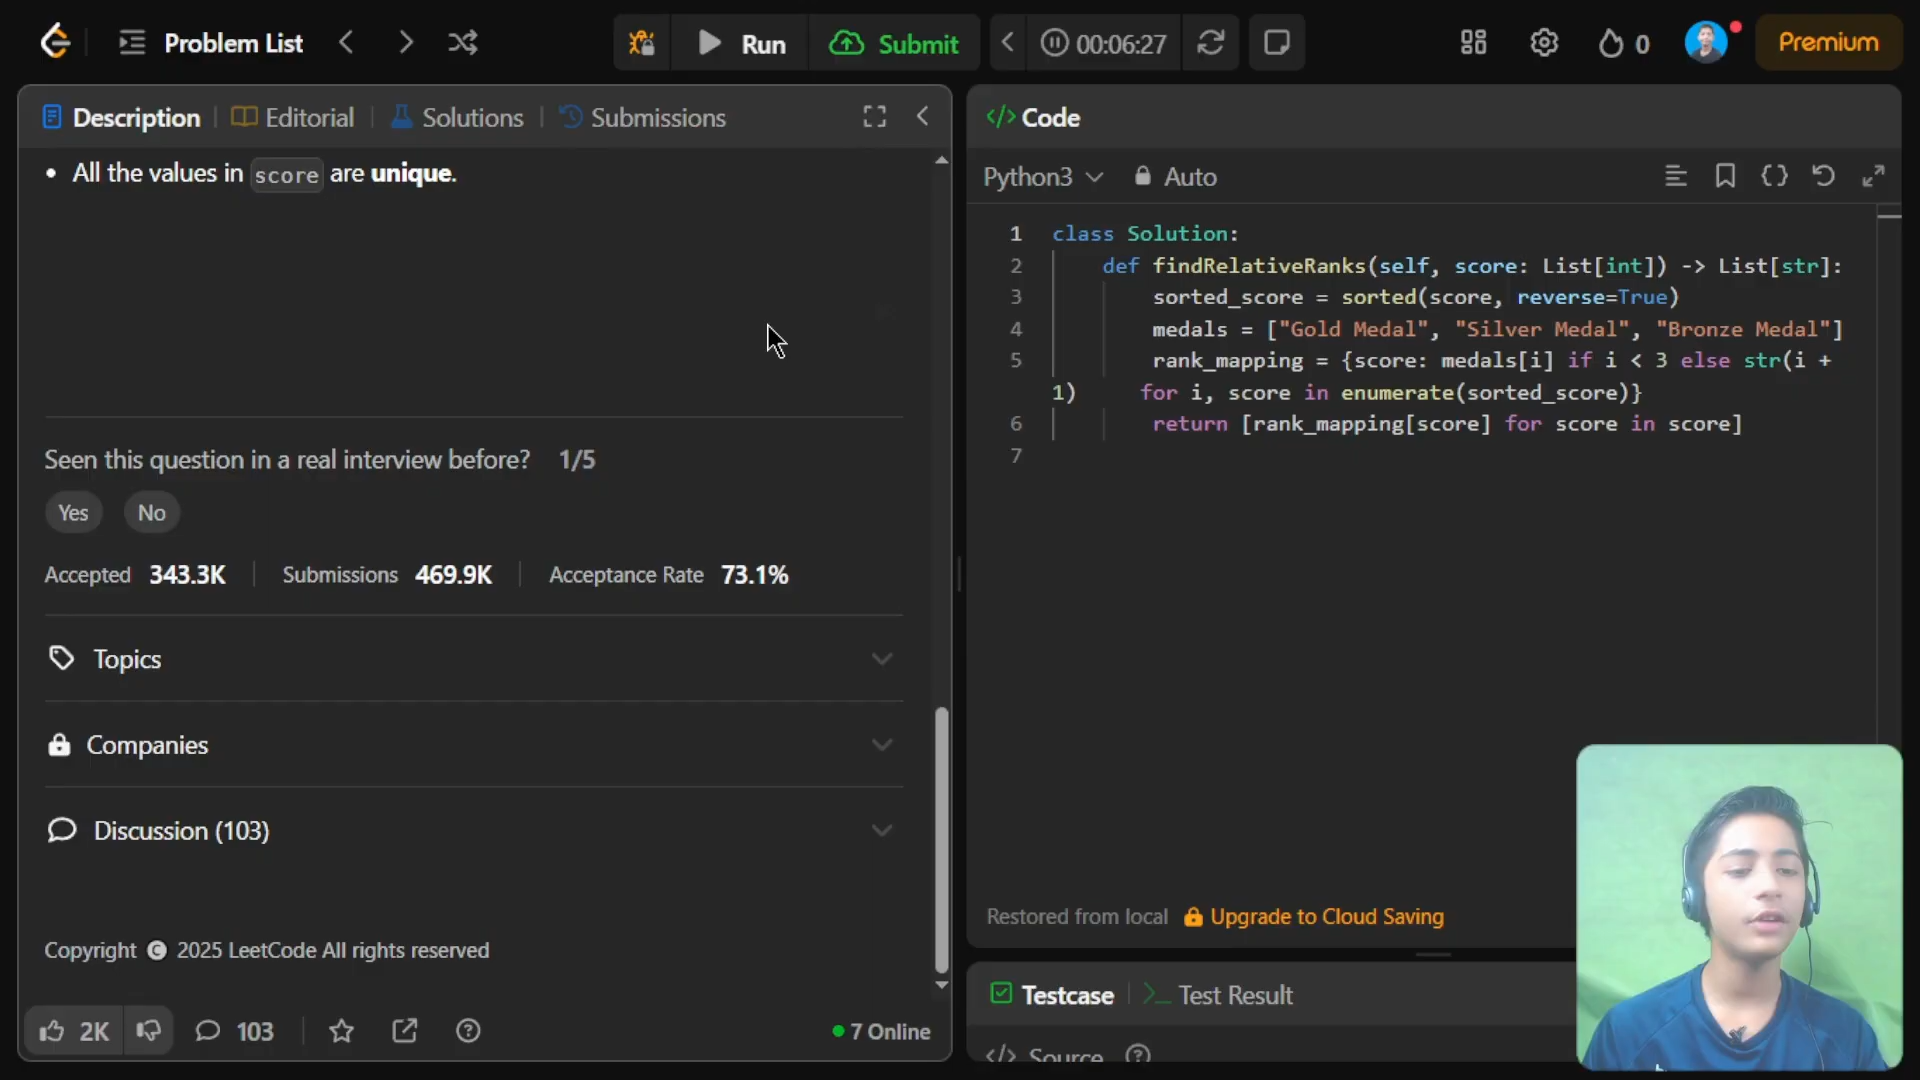 Problem List
Run
Submit
00:06:27
0
Premium
Description
Editorial
Solutions
Submissions
All the values in score are unique.
Seen this question in a real interview before? 1/5
Yes
No
Accepted 343.3K
Submissions 469.9K
Acceptance Rate 73.1%
Topics
Companies
Discussion (103)
Copyright © 2025 LeetCode All rights reserved
2K
103
7 Online
</> Code
Python3
Auto
1 class Solution:
2 def findRelativeRanks(self, score: List[int]) -> List[str]:
3 sorted_score = sorted(score, reverse=True)
4 medals = ["Gold Medal", "Silver Medal", "Bronze Medal"]
5 rank_mapping = {score: medals[i] if i < 3 else str(i +
1) for i, score in enumerate(sorted_score)}
6 return [rank_mapping[score] for score in score]
7
Restored from local
Upgrade to Cloud Saving
Testcase
>_ Test Result
</> Source